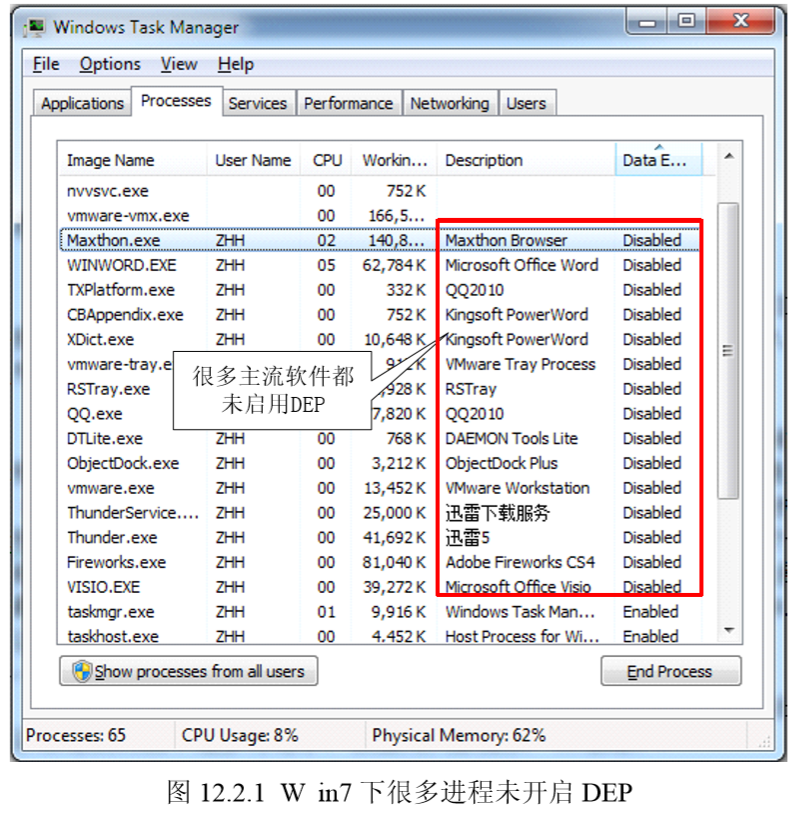 Windows Task Manager
File Options View Help
Applications Processes Services Performance Networking Users
Image Name User Name CPU Workin... Description Data E...
nvvsvc.exe 00 752 K
vmware-vmx.exe 00 166,5...
Maxthon.exe ZHH 02 140,8... Maxthon Browser Disabled
WINWORD.EXE ZHH 05 62,784 K Microsoft Office Word Disabled
TXPlatform.exe ZHH 00 332 K QQ2010 Disabled
CBAppendix.exe ZHH 00 752 K Kingsoft PowerWord Disabled
XDict.exe ZHH 00 10,648 K Kingsoft PowerWord Disabled
vmware-tray.e VMware Tray Process Disabled
RSTray.exe ,928 K RSTray Disabled
QQ.exe 7,820 K QQ2010 Disabled
很多主流软件都
未启用DEP
DTLite.exe ZHH 00 768 K DAEMON Tools Lite Disabled
ObjectDock.exe ZHH 00 3,212 K ObjectDock Plus Disabled
vmware.exe ZHH 00 13,452 K VMware Workstation Disabled
ThunderService.... ZHH 00 25,000 K 迅雷下载服务 Disabled
Thunder.exe ZHH 00 41,692 K 迅雷5 Disabled
Fireworks.exe ZHH 00 81,040 K Adobe Fireworks CS4 Disabled
VISIO.EXE ZHH 00 39,272 K Microsoft Office Visio Disabled
taskmgr.exe ZHH 01 9,916 K Windows Task Man... Enabled
taskhost.exe ZHH 00 4,452 K Host Process for Wi... Enabled
Show processes from all users End Process
Processes: 65 CPU Usage: 8% Physical Memory: 62%
图 12.2.1 W in7 下很多进程未开启 DEP